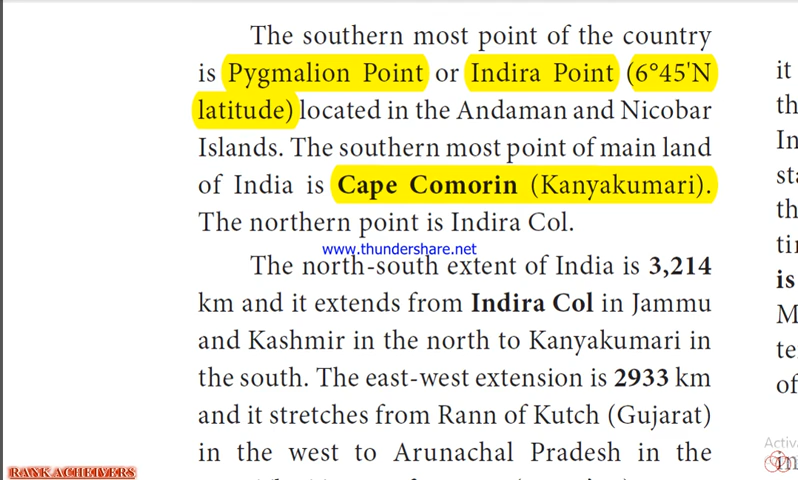 The southern most point of the country
is Pygmalion Point or Indira Point (6°45'N
latitude) located in the Andaman and Nicobar
Islands. The southern most point of main land
of India is Cape Comorin (Kanyakumari).
The northern point is Indira Col.
www.thundershare.net
The north-south extent of India is 3,214
km and it extends from Indira Col in Jammu
and Kashmir in the north to Kanyakumari in
the south. The east-west extension is 2933 km
and it stretches from Rann of Kutch (Gujarat)
in the west to Arunachal Pradesh in the
it
th
In
sta
th
tin
is
M
te
of
Activ
RANK ACHEIVERS